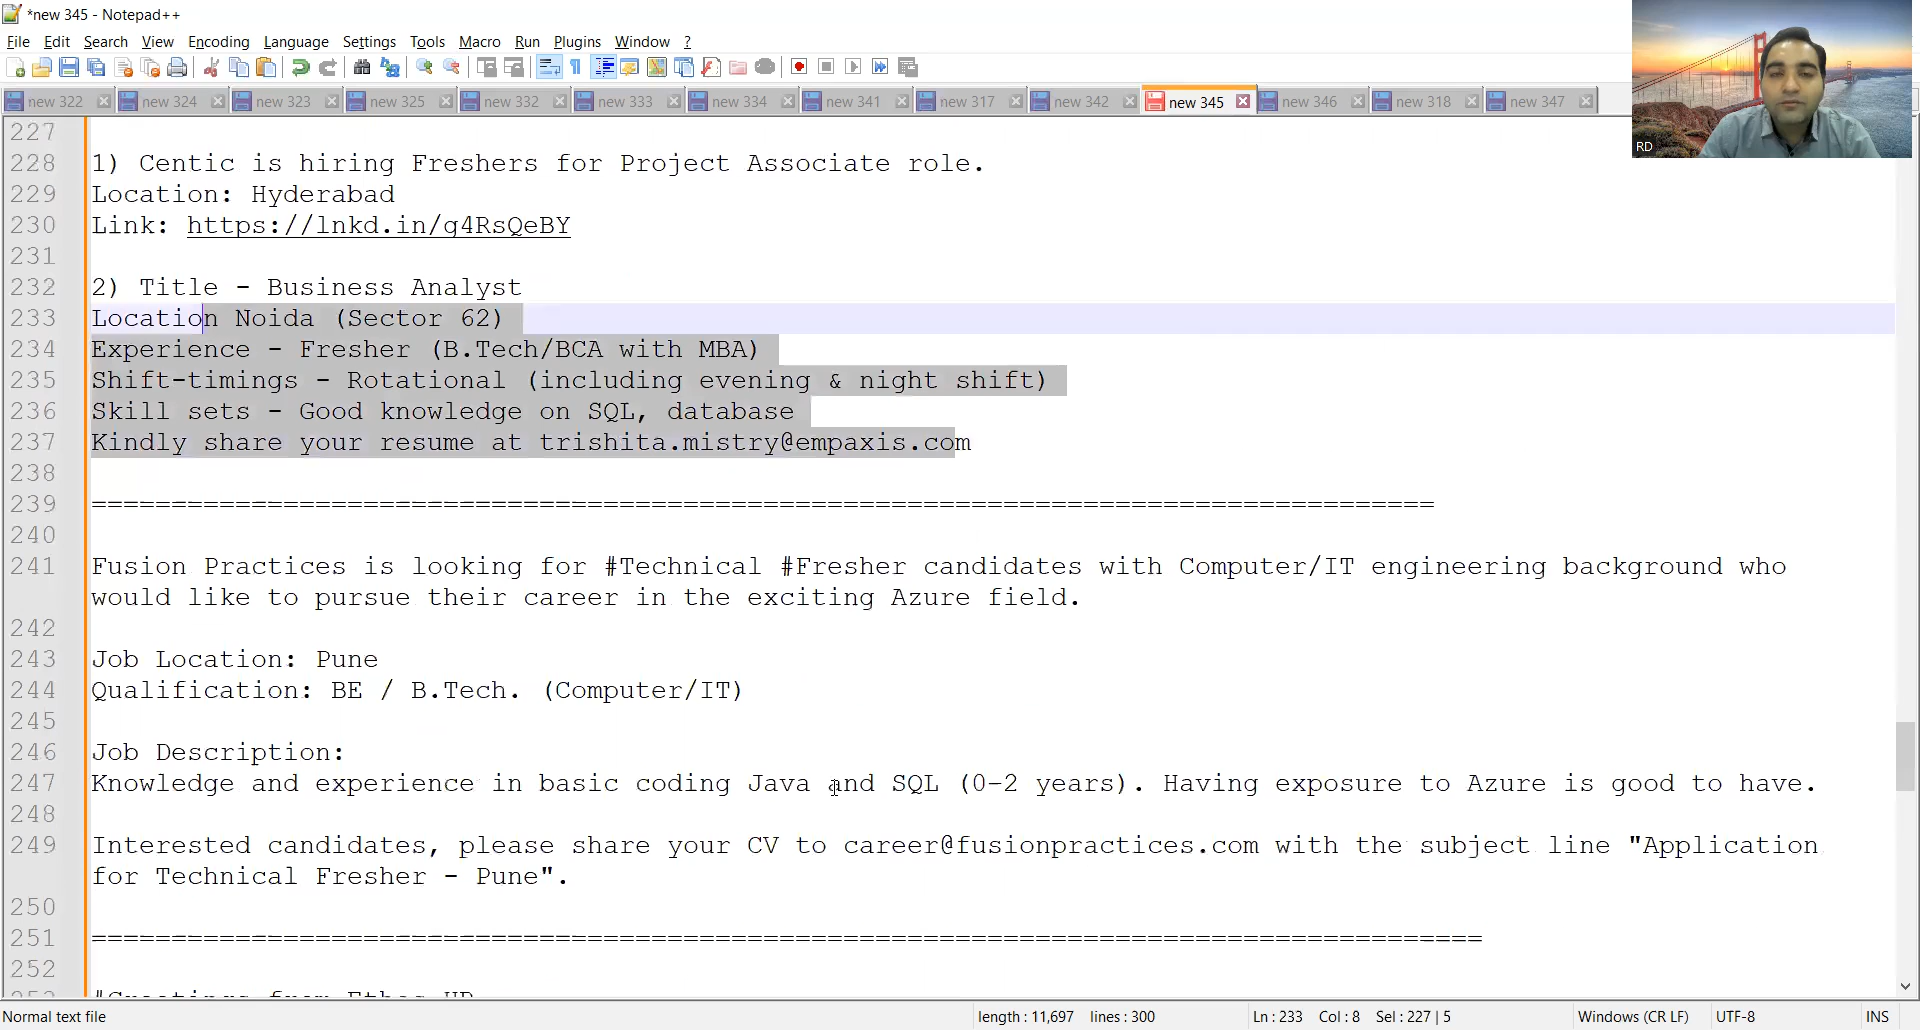 *new 345 - Notepad++
File Edit Search View Encoding Language Settings Tools Macro Run Plugins Window ?
new 322 new 324 new 323 new 325 new 332 new 333 new 334 new 341 new 317 new 342 new 345 new 346 new 318 new 347
RD
227
228 1) Centic is hiring Freshers for Project Associate role.
229 Location: Hyderabad
230 Link: https://lnkd.in/g4RsQeBY
231
232 2) Title - Business Analyst
233 Location Noida (Sector 62)
234 Experience - Fresher (B.Tech/BCA with MBA)
235 Shift-timings - Rotational (including evening & night shift)
236 Skill sets - Good knowledge on SQL, database
237 Kindly share your resume at trishita.mistry@empaxis.com
238
239 ====================================================================================
240
241 Fusion Practices is looking for #Technical #Fresher candidates with Computer/IT engineering background who
would like to pursue their career in the exciting Azure field.
242
243 Job Location: Pune
244 Qualification: BE / B.Tech. (Computer/IT)
245
246 Job Description:
247 Knowledge and experience in basic coding Java and SQL (0-2 years). Having exposure to Azure is good to have.
248
249 Interested candidates, please share your CV to career@fusionpractices.com with the subject line "Application
for Technical Fresher - Pune".
250
251 =======================================================================================
252
Normal text file length : 11,697 lines : 300 Ln : 233 Col : 8 Sel : 227 | 5 Windows (CR LF) UTF-8 INS